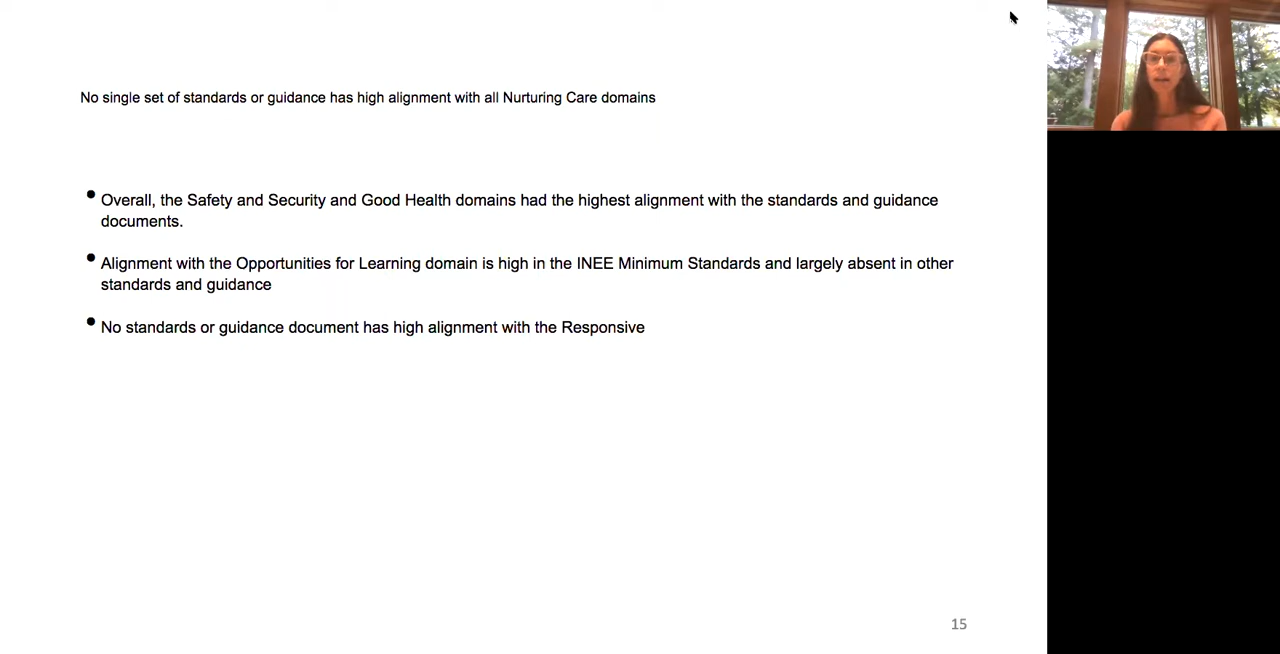 No single set of standards or guidance has high alignment with all Nurturing Care domains
• Overall, the Safety and Security and Good Health domains had the highest alignment with the standards and guidance
documents.
• Alignment with the Opportunities for Learning domain is high in the INEE Minimum Standards and largely absent in other
standards and guidance
• No standards or guidance document has high alignment with the Responsive
15